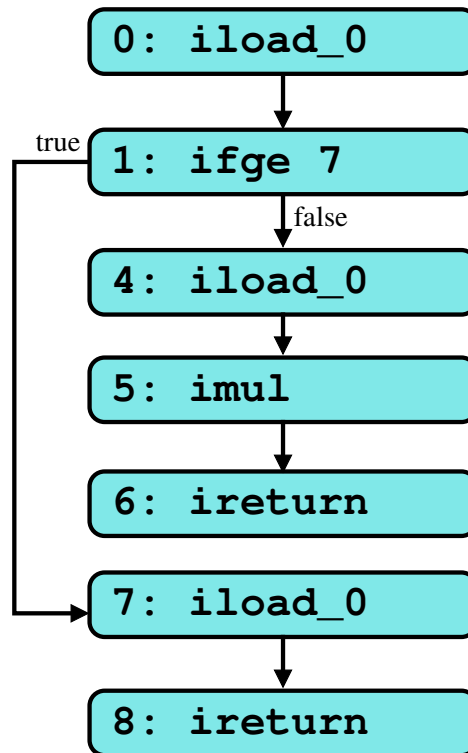 0: iload_0
true
1: ifge 7
false
4: iload_0
5: imul
6: ireturn
7: iload_0
8: ireturn